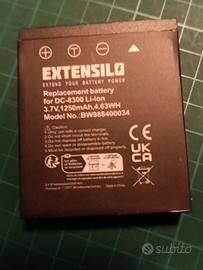 EXTENSILO
EXTEND YOUR BATTERY POWER
Replacement battery
for DC-8300 Li-ion
3.7V,1250mAh,4.63WH
Model No:BW888400034
UK
CA
CE
subito